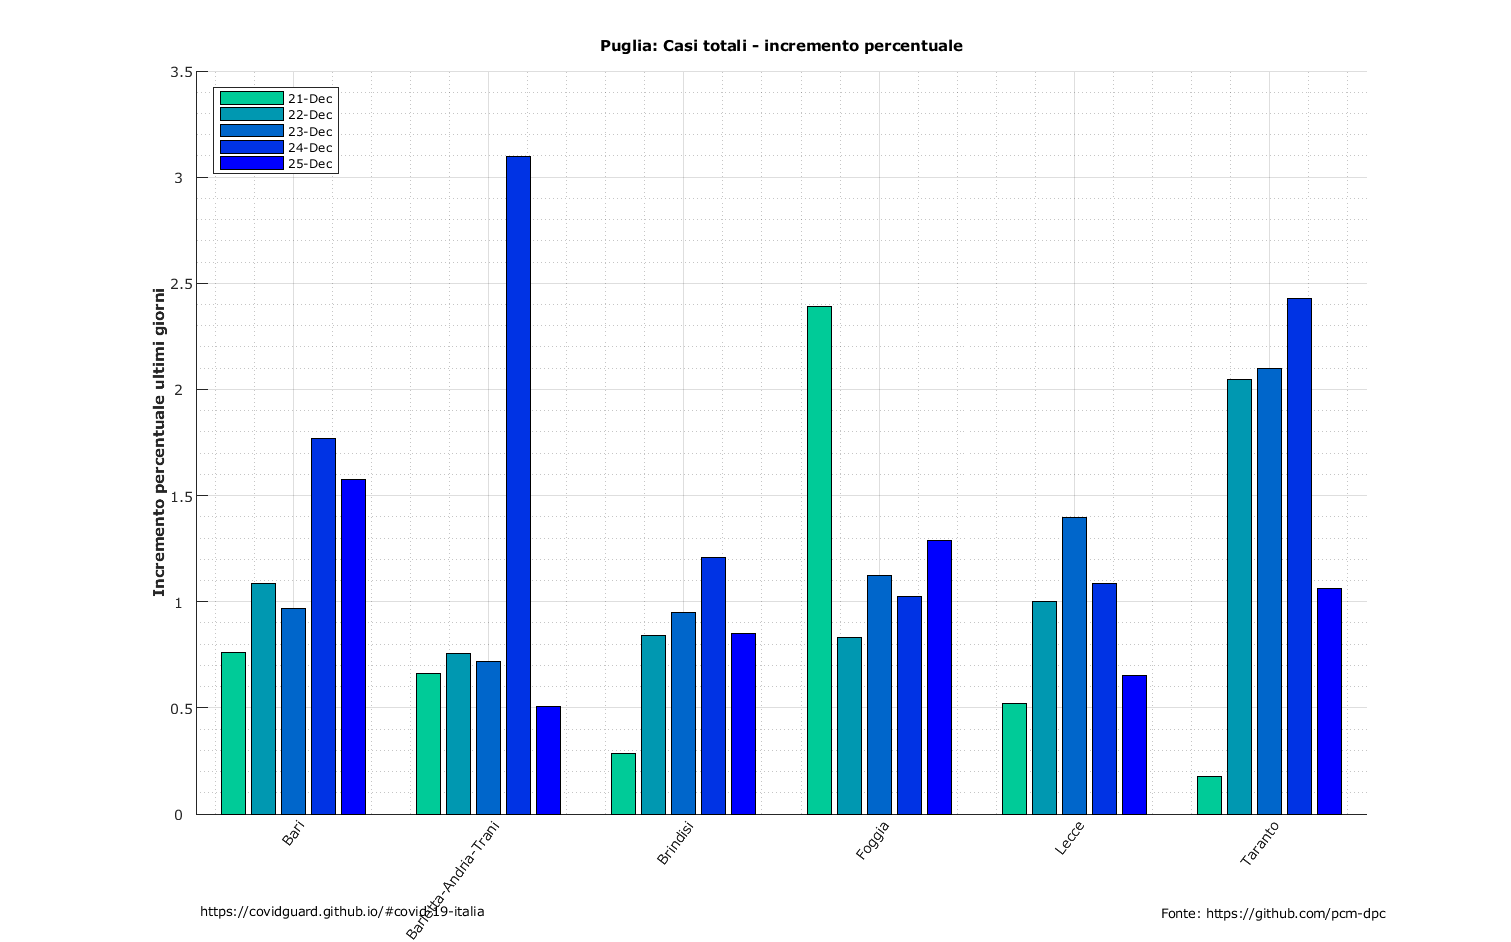 Puglia: Casi totali - incremento percentuale
3.5
3
2.5
2
1.5
1
0.5
0
Incremento percentuale ultimi giorni
21-Dec
22-Dec
23-Dec
24-Dec
25-Dec
Bari
Barletta-Andria-Trani
Brindisi
Foggia
Lecce
Taranto
https://covidguard.github.io/#covid-19-italia
Fonte: https://github.com/pcm-dpc